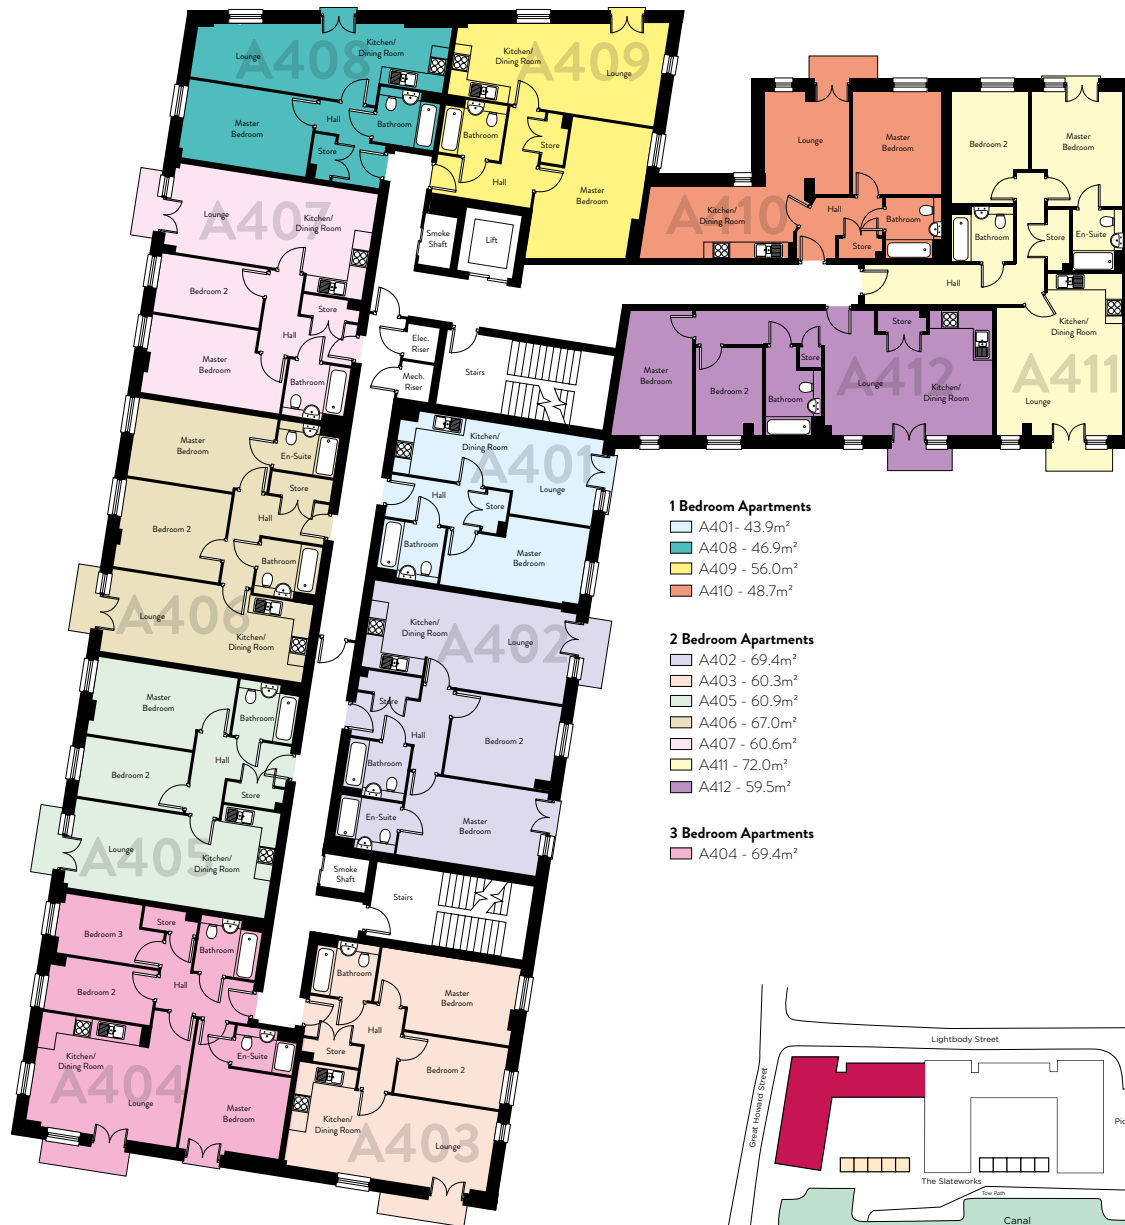 A408
Lounge
Kitchen/
Dining Room
Master
Bedroom
Hall
Bathroom
Store
A409
Kitchen/
Dining Room
Lounge
Bathroom
Store
Hall
Master
Bedroom
A410
Lounge
Master
Bedroom
Kitchen/
Dining Room
Hall
Bathroom
Store
A411
Bedroom 2
Master
Bedroom
Bathroom
Store
En-Suite
Hall
Kitchen/
Dining Room
Lounge
A407
Lounge
Kitchen/
Dining Room
Bedroom 2
Store
Hall
Master
Bedroom
Bathroom
Smoke
Shaft
Lift
Elec.
Riser
Mech.
Riser
Stairs
A412
Master
Bedroom
Bedroom 2
Bathroom
Store
Store
Lounge
Kitchen/
Dining Room
A401
Kitchen/
Dining Room
Lounge
Hall
Store
Bathroom
Master
Bedroom
A406
Master
Bedroom
En-Suite
Store
Bedroom 2
Hall
Bathroom
Lounge
Kitchen/
Dining Room
A402
Kitchen/
Dining Room
Lounge
Store
Hall
Bedroom 2
Bathroom
En-Suite
Master
Bedroom
A405
Master
Bedroom
Bathroom
Bedroom 2
Hall
Store
Lounge
Kitchen/
Dining Room
Smoke
Shaft
Stairs
A404
Bedroom 3
Store
Bathroom
Bedroom 2
Hall
En-Suite
Kitchen/
Dining Room
Lounge
Master
Bedroom
A403
Bathroom
Master
Bedroom
Hall
Store
Bedroom 2
Kitchen/
Dining Room
Lounge
1 Bedroom Apartments
A401- 43.9m²
A408 - 46.9m²
A409 - 56.0m²
A410 - 48.7m²
2 Bedroom Apartments
A402 - 69.4m²
A403 - 60.3m²
A405 - 60.9m²
A406 - 67.0m²
A407 - 60.6m²
A411 - 72.0m²
A412 - 59.5m²
3 Bedroom Apartments
A404 - 69.4m²
Lightbody Street
Great Howard Street
Pic
The Slateworks
Tow Path
Canal